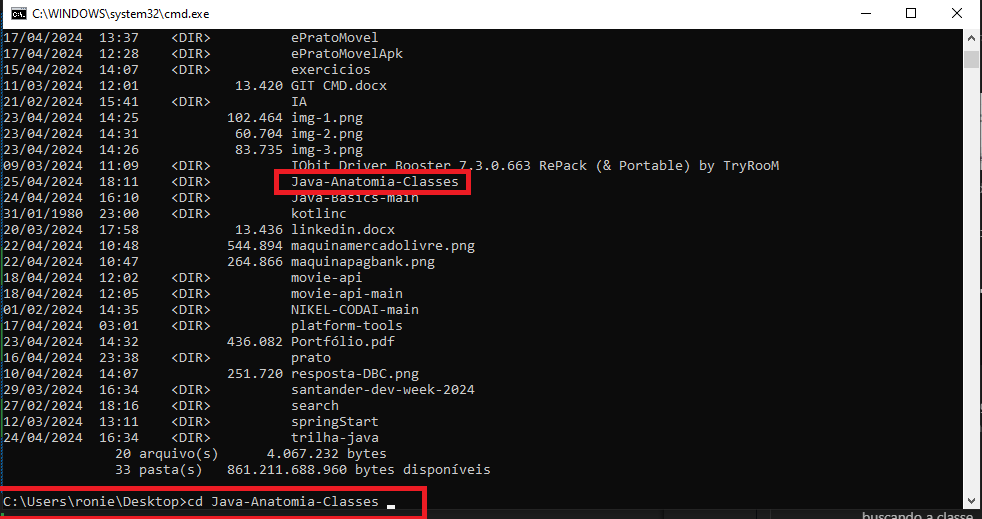 C:\WINDOWS\system32\cmd.exe
17/04/2024  13:37    <DIR>          ePratoMovel
17/04/2024  12:28    <DIR>          ePratoMovelApk
15/04/2024  14:07    <DIR>          exercicios
11/03/2024  12:01            13.420 GIT CMD.docx
21/02/2024  15:41    <DIR>          IA
23/04/2024  14:25           102.464 img-1.png
23/04/2024  14:31            60.704 img-2.png
23/04/2024  14:26            83.735 img-3.png
09/03/2024  11:09    <DIR>          IObit Driver Booster 7.3.0.663 RePack (& Portable) by TryRooM
25/04/2024  18:11    <DIR>          Java-Anatomia-Classes
24/04/2024  16:10    <DIR>          Java-Basics-main
31/01/1980  23:00    <DIR>          kotlinc
20/03/2024  17:58            13.436 linkedin.docx
22/04/2024  10:48           544.894 maquinamercadolivre.png
22/04/2024  10:47           264.866 maquinapagbank.png
18/04/2024  12:02    <DIR>          movie-api
18/04/2024  12:05    <DIR>          movie-api-main
01/02/2024  14:35    <DIR>          NIKEL-CODAI-main
17/04/2024  03:01    <DIR>          platform-tools
23/04/2024  14:32           436.082 Portfólio.pdf
16/04/2024  23:38    <DIR>          prato
10/04/2024  14:07           251.720 resposta-DBC.png
29/03/2024  16:34    <DIR>          santander-dev-week-2024
27/02/2024  18:16    <DIR>          search
12/03/2024  13:11    <DIR>          springStart
24/04/2024  16:34    <DIR>          trilha-java
20 arquivo(s)      4.067.232 bytes
33 pasta(s)   861.211.688.960 bytes disponíveis
C:\Users\ronie\Desktop>cd Java-Anatomia-Classes
buscando a classe